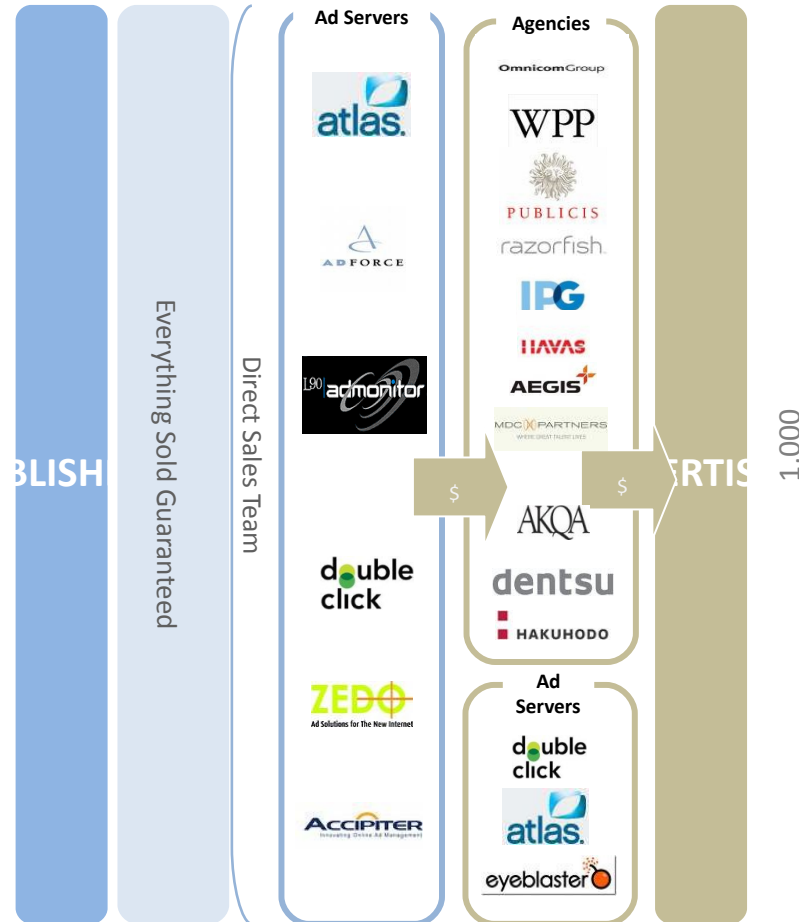 BLISH
Everything Sold Guaranteed
Direct Sales Team
Ad Servers
atlas.
ADFORCE
L90 admonitor
double
click
ZEDO
Ad Solutions for The New Internet
ACCIPITER
Innovating Online Ad Management
$
Agencies
OmnicomGroup
WPP
PUBLICIS
razorfish.
IPG
HAVAS
AEGIS
MDC PARTNERS
WHERE GREAT TALENT LIVES
AKQA
dentsu
HAKUHODO
$
Ad
Servers
double
click
atlas.
eyeblaster
ERTIS
1.000